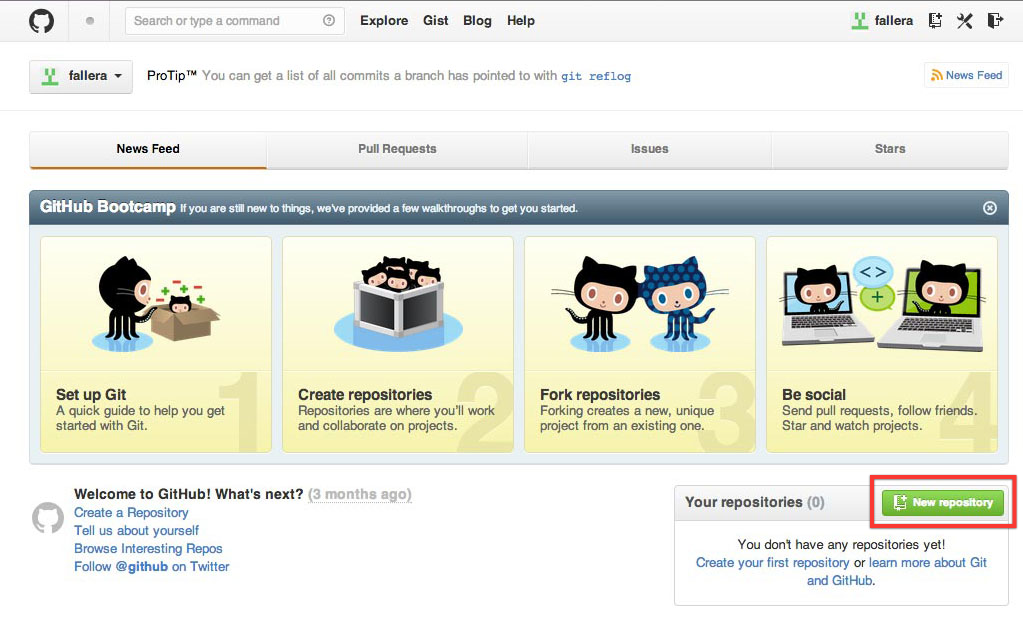 Search or type a command
Explore Gist Blog Help
fallera
fallera
ProTip™ You can get a list of all commits a branch has pointed to with git reflog
News Feed
News Feed
Pull Requests
Issues
Stars
GitHub Bootcamp If you are still new to things, we've provided a few walkthroughs to get you started.
1
Set up Git
A quick guide to help you get
started with Git.
2
Create repositories
Repositories are where you'll work
and collaborate on projects.
3
Fork repositories
Forking creates a new, unique
project from an existing one.
4
Be social
Send pull requests, follow friends.
Star and watch projects.
Welcome to GitHub! What's next? (3 months ago)
Create a Repository
Tell us about yourself
Browse Interesting Repos
Follow @github on Twitter
Your repositories (0)
New repository
You don't have any repositories yet!
Create your first repository or learn more about Git
and GitHub.